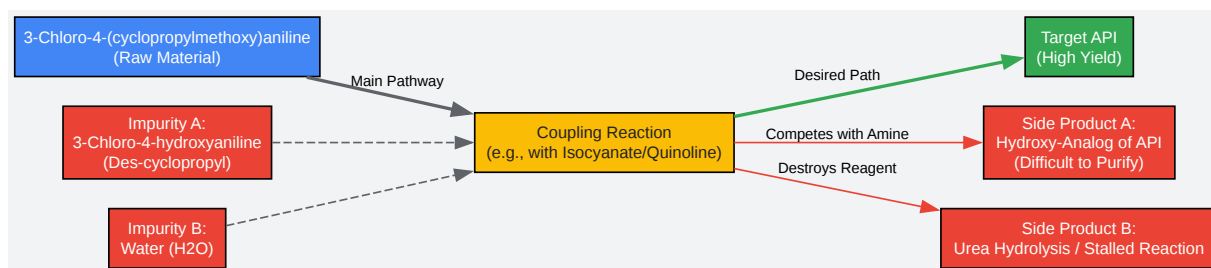 3-Chloro-4-(cyclopropylmethoxy)aniline
(Raw Material)
Main Pathway
Impurity A:
3-Chloro-4-hydroxyaniline
(Des-cyclopropyl)
Impurity B:
Water (H2O)
Coupling Reaction
(e.g., with Isocyanate/Quinoline)
Desired Path
Competes with Amine
Destroys Reagent
Target API
(High Yield)
Side Product A:
Hydroxy-Analog of API
(Difficult to Purify)
Side Product B:
Urea Hydrolysis / Stalled Reaction